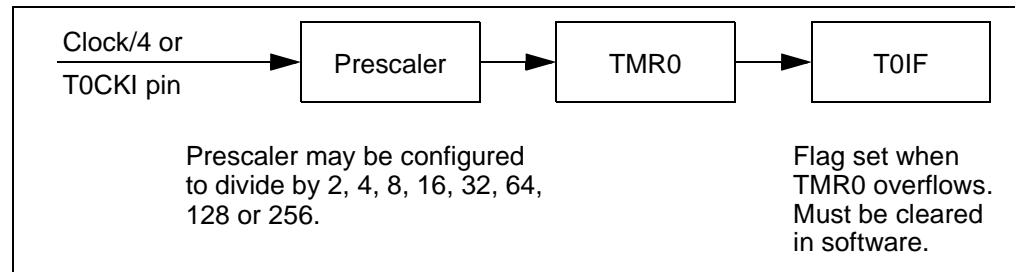 Clock/4 or
T0CKI pin
Prescaler
TMR0
T0IF
Prescaler may be configured
to divide by 2, 4, 8, 16, 32, 64,
128 or 256.
Flag set when
TMR0 overflows.
Must be cleared
in software.